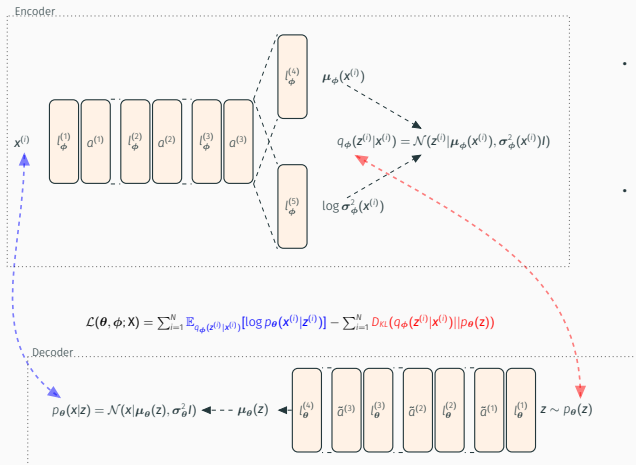 Encoder
l_ϕ^(4)
μ_ϕ(x^(i))
x^(i)
l_ϕ^(1) a^(1) l_ϕ^(2) a^(2) l_ϕ^(3) a^(3)
q_ϕ(z^(i)|x^(i)) = 𝒩(z^(i)|μ_ϕ(x^(i)), σ_ϕ^2(x^(i))I)
l_ϕ^(5)
log σ_ϕ^2(x^(i))
ℒ(θ, ϕ; X) = ∑_{i=1}^N 𝔼_{q_ϕ(z^(i)|x^(i))}[log p_θ(x^(i)|z^(i))] − ∑_{i=1}^N D_KL(q_ϕ(z^(i)|x^(i))||p_θ(z))
Decoder
p_θ(x|z) = 𝒩(x|μ_θ(z), σ_θ^2I) μ_θ(z) l_θ^(4) ã^(3) l_θ^(3) ã^(2) l_θ^(2) ã^(1) l_θ^(1) z ∼ p_θ(z)